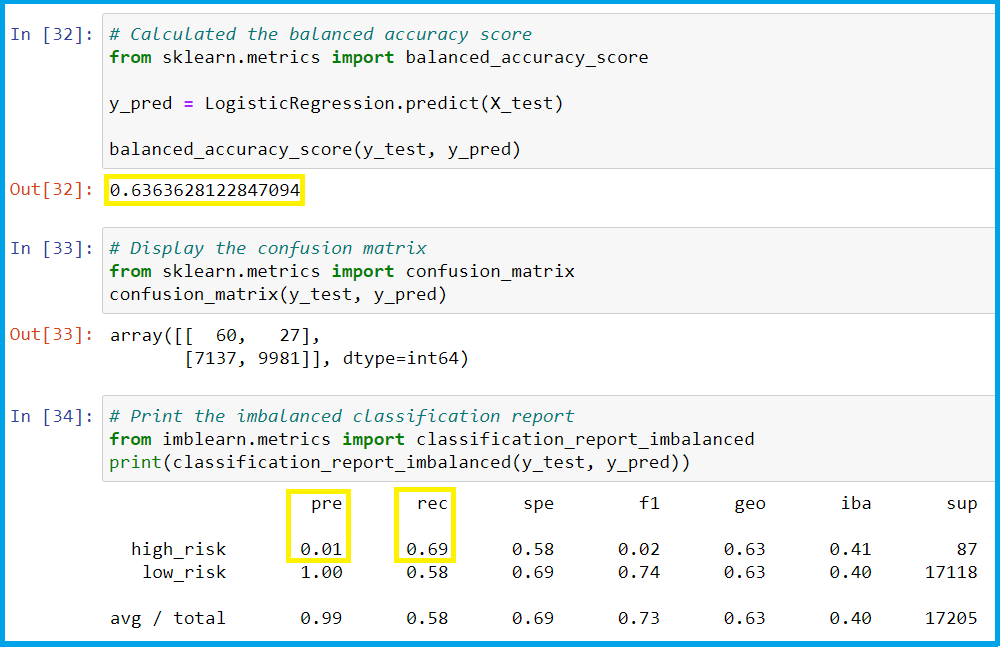 In [32]: # Calculated the balanced accuracy score
from sklearn.metrics import balanced_accuracy_score
y_pred = LogisticRegression.predict(X_test)
balanced_accuracy_score(y_test, y_pred)
Out[32]: 0.6363628122847094
In [33]: # Display the confusion matrix
from sklearn.metrics import confusion_matrix
confusion_matrix(y_test, y_pred)
Out[33]: array([[  60,   27],
       [7137, 9981]], dtype=int64)
In [34]: # Print the imbalanced classification report
from imblearn.metrics import classification_report_imbalanced
print(classification_report_imbalanced(y_test, y_pred))
pre rec spe f1 geo iba sup
high_risk 0.01 0.69 0.58 0.02 0.63 0.41 87
low_risk 1.00 0.58 0.69 0.74 0.63 0.40 17118
avg / total 0.99 0.58 0.69 0.73 0.63 0.40 17205